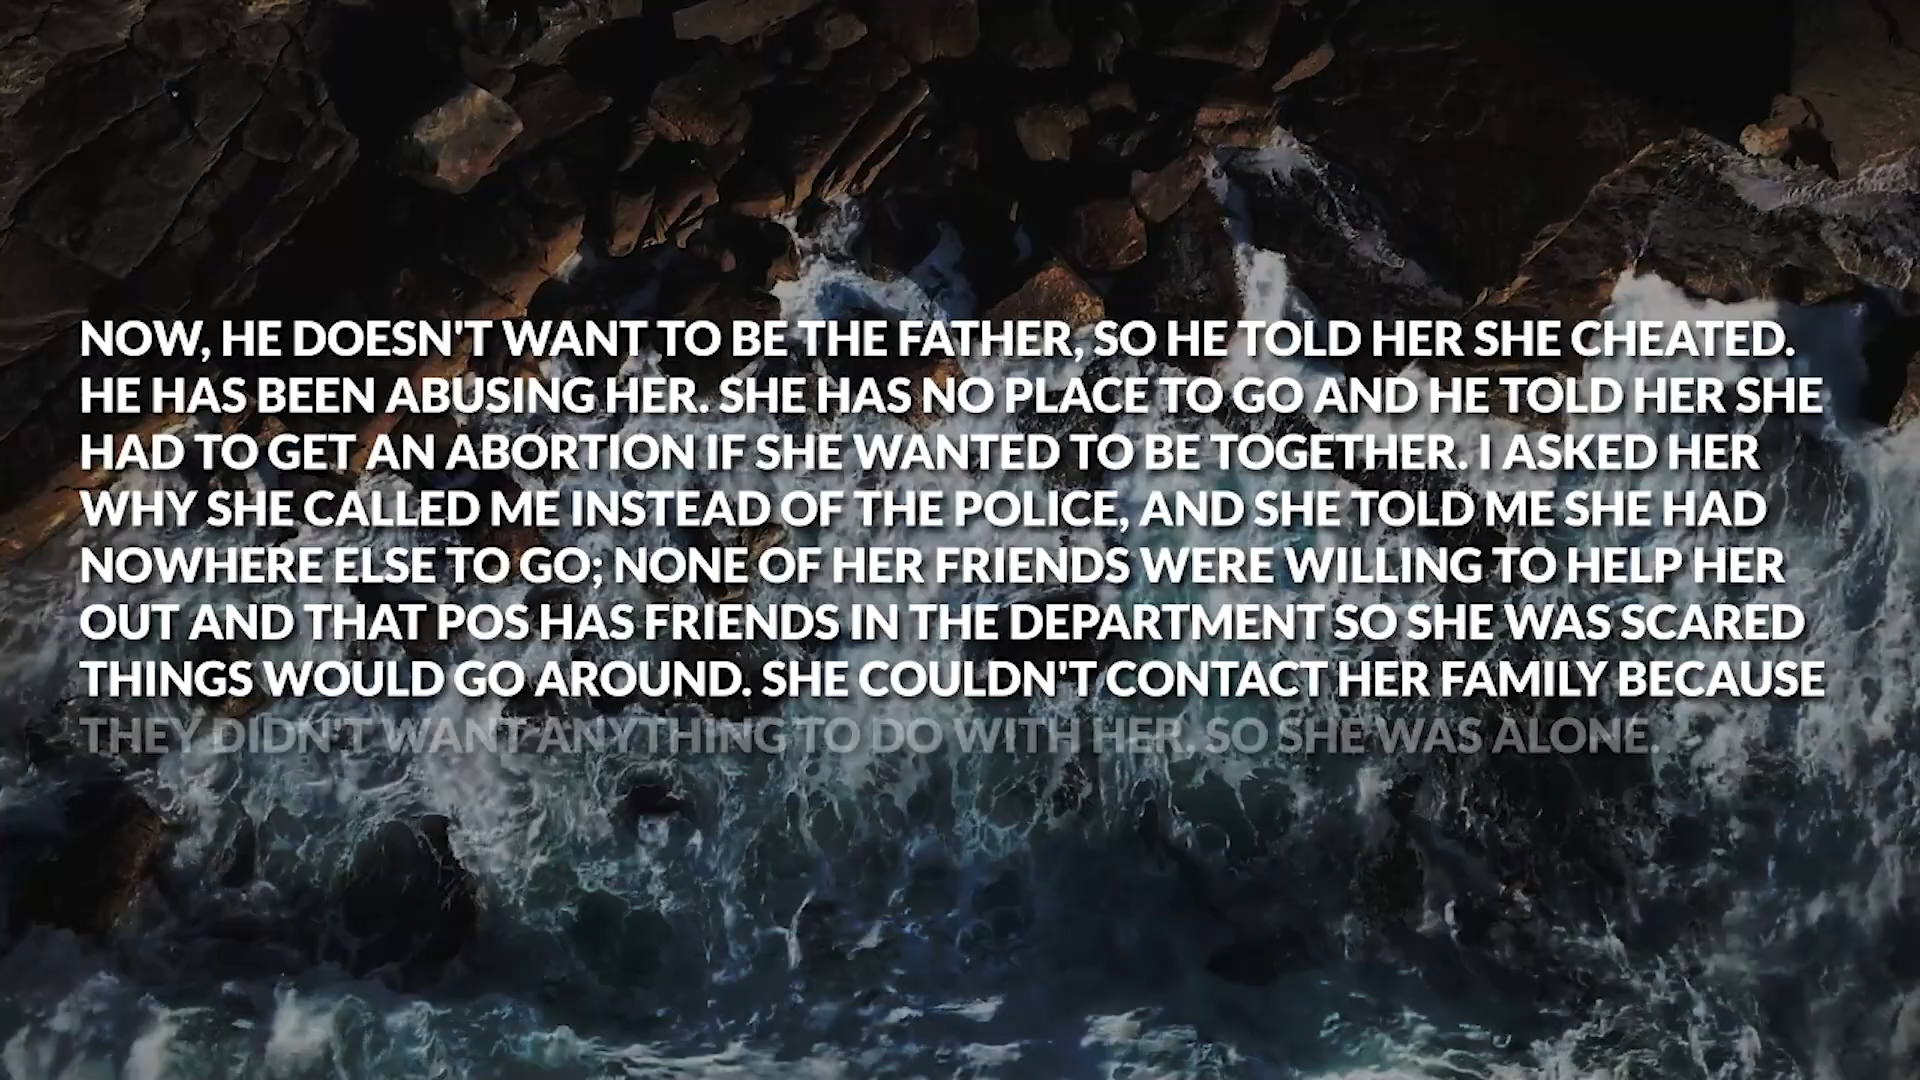 NOW, HE DOESN'T WANT TO BE THE FATHER, SO HE TOLD HER SHE CHEATED.
HE HAS BEEN ABUSING HER. SHE HAS NO PLACE TO GO AND HE TOLD HER SHE
HAD TO GET AN ABORTION IF SHE WANTED TO BE TOGETHER. I ASKED HER
WHY SHE CALLED ME INSTEAD OF THE POLICE, AND SHE TOLD ME SHE HAD
NOWHERE ELSE TO GO; NONE OF HER FRIENDS WERE WILLING TO HELP HER
OUT AND THAT POS HAS FRIENDS IN THE DEPARTMENT SO SHE WAS SCARED
THINGS WOULD GO AROUND. SHE COULDN'T CONTACT HER FAMILY BECAUSE
THEY DIDN'T WANT ANYTHING TO DO WITH HER, SO SHE WAS ALONE.